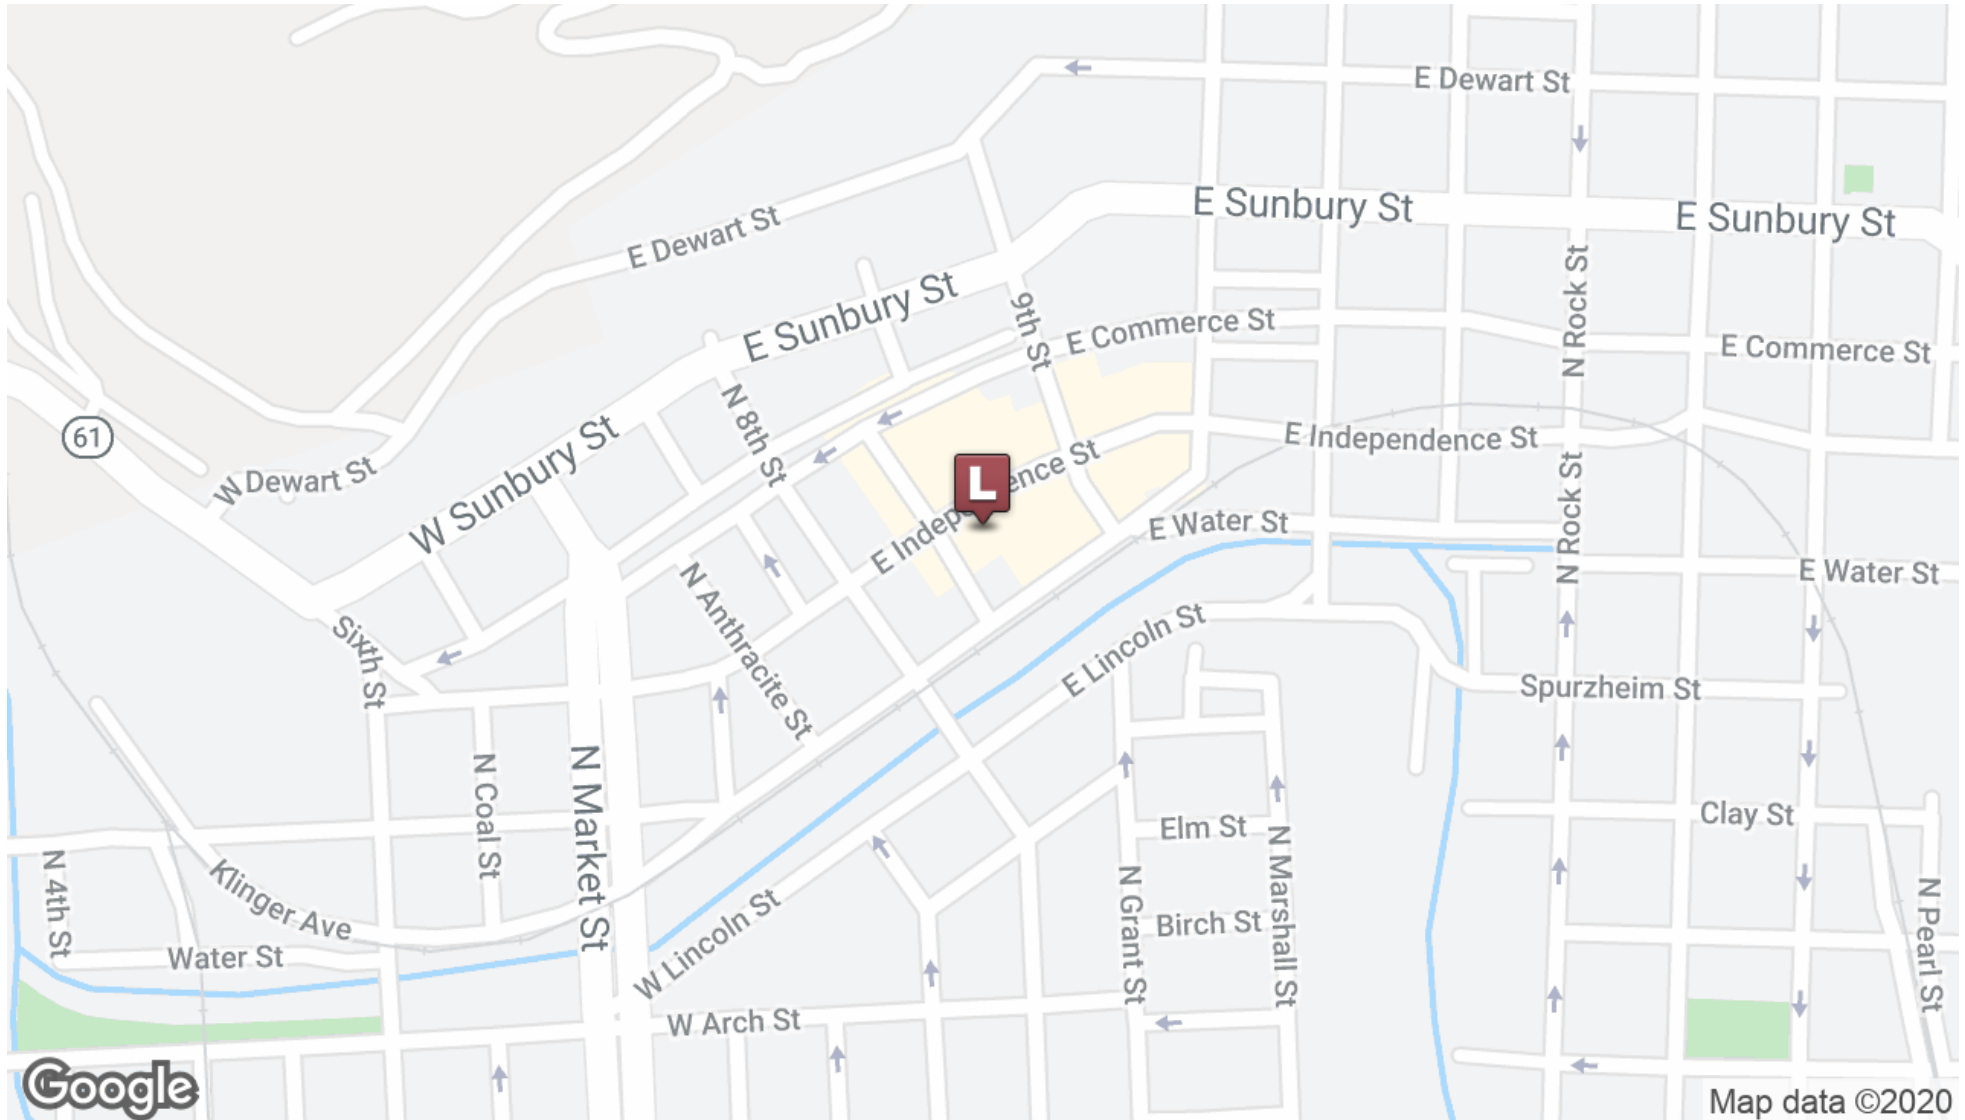 E Dewart St
E Sunbury St
E Sunbury St
E Dewart St
N Rock St
E Sunbury St
9th St
E Commerce St
E Commerce St
N 8th St
61
W Dewart St
W Sunbury St
E Independence St
L
E Independence St
N Rock St
E Water St
E Water St
N Anthracite St
Sixth St
E Lincoln St
Spurzheim St
N Coal St
N Market St
Elm St
Clay St
N 4th St
Klinger Ave
N Grant St
N Marshall St
N Pearl St
Birch St
Water St
W Lincoln St
W Arch St
Google
Map data ©2020